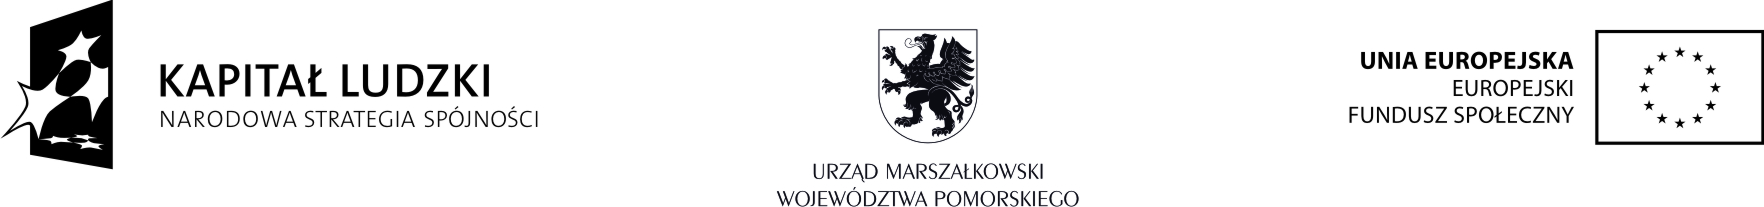 KAPITAŁ LUDZKI
NARODOWA STRATEGIA SPÓJNOŚCI
URZĄD MARSZAŁKOWSKI
WOJEWÓDZTWA POMORSKIEGO
UNIA EUROPEJSKA
EUROPEJSKI
FUNDUSZ SPOŁECZNY